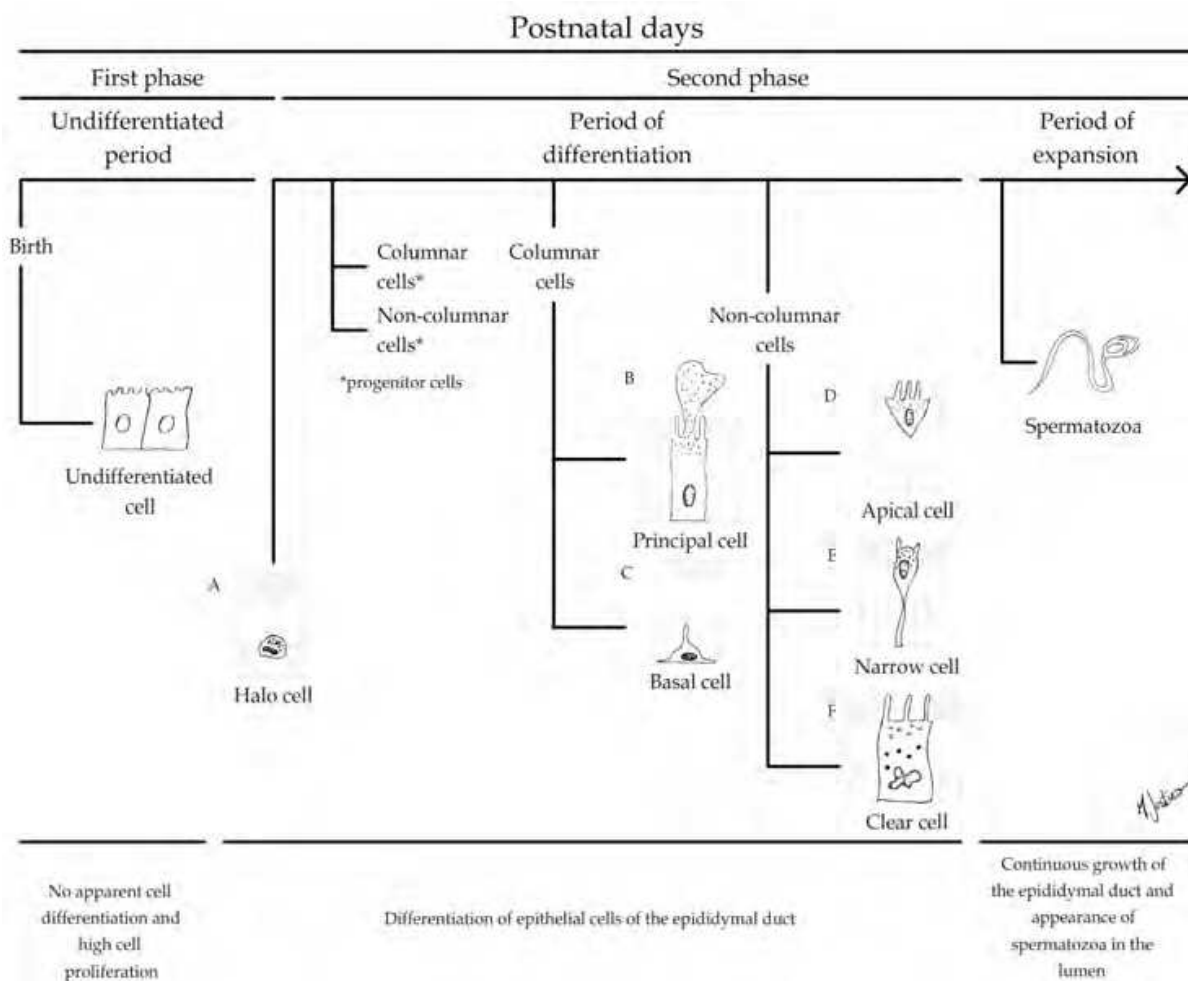 Postnatal days
First phase
Second phase
Undifferentiated
period
Period of
differentiation
Period of
expansion
Birth
Columnar
cells*
Non-columnar
cells*
*progenitor cells
Columnar
cells
Non-columnar
cells
Undifferentiated
cell
A
Halo cell
B
Principal cell
C
Basal cell
D
Apical cell
E
Narrow cell
F
Clear cell
Spermatozoa
No apparent cell
differentiation and
high cell
proliferation
Differentiation of epithelial cells of the epididymal duct
Continuous growth of
the epididymal duct and
appearance of
spermatozoa in the
lumen